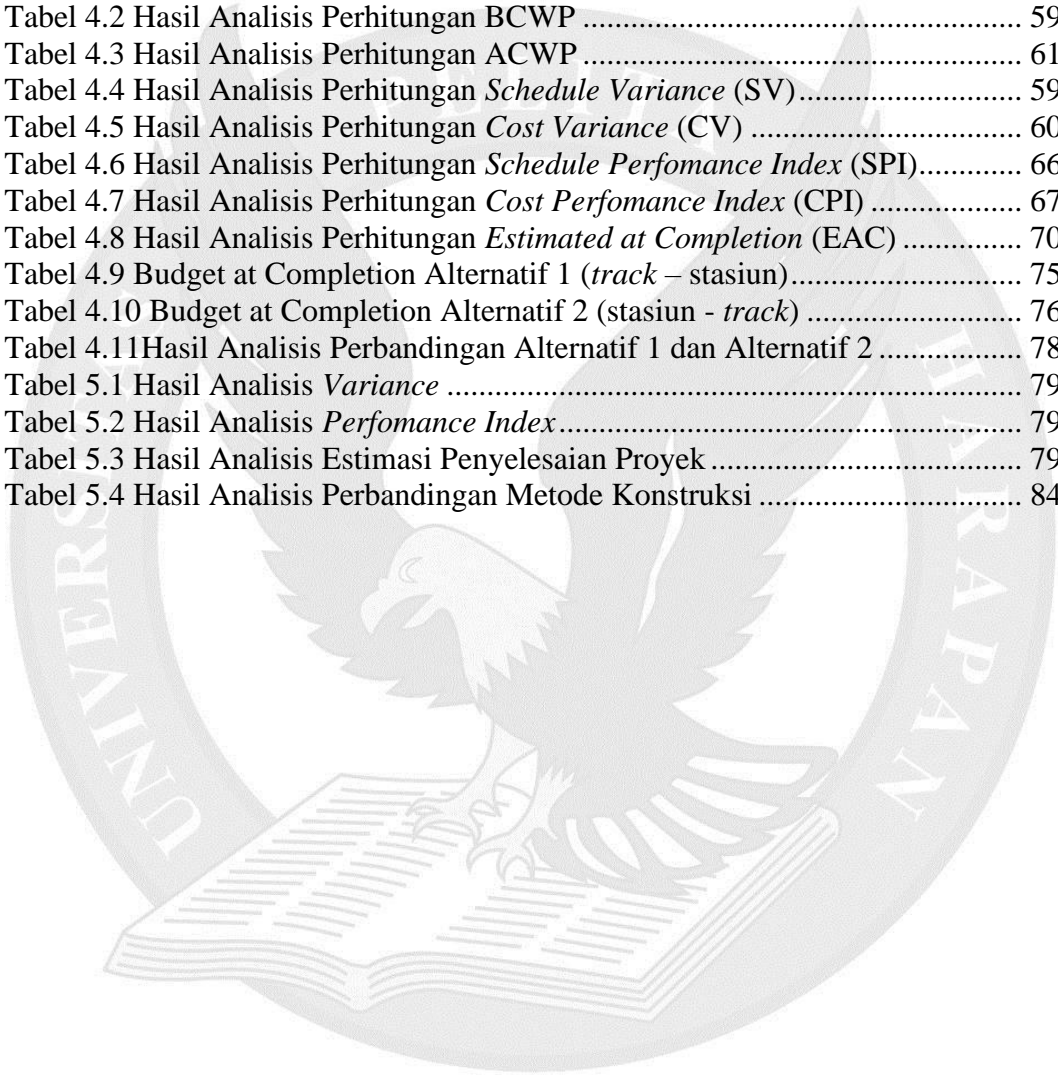 Tabel 4.2 Hasil Analisis Perhitungan BCWP ........................................................ 59
Tabel 4.3 Hasil Analisis Perhitungan ACWP ........................................................ 61
Tabel 4.4 Hasil Analisis Perhitungan Schedule Variance (SV) ............................. 59
Tabel 4.5 Hasil Analisis Perhitungan Cost Variance (CV) ................................... 60
Tabel 4.6 Hasil Analisis Perhitungan Schedule Perfomance Index (SPI) ............. 66
Tabel 4.7 Hasil Analisis Perhitungan Cost Perfomance Index (CPI) ................... 67
Tabel 4.8 Hasil Analisis Perhitungan Estimated at Completion (EAC) ............... 70
Tabel 4.9 Budget at Completion Alternatif 1 (track – stasiun) ............................. 75
Tabel 4.10 Budget at Completion Alternatif 2 (stasiun - track) ........................... 76
Tabel 4.11Hasil Analisis Perbandingan Alternatif 1 dan Alternatif 2 .................. 78
Tabel 5.1 Hasil Analisis Variance ......................................................................... 79
Tabel 5.2 Hasil Analisis Perfomance Index .......................................................... 79
Tabel 5.3 Hasil Analisis Estimasi Penyelesaian Proyek ....................................... 79
Tabel 5.4 Hasil Analisis Perbandingan Metode Konstruksi ................................. 84
UNIVERSITAS PELITA HARAPAN